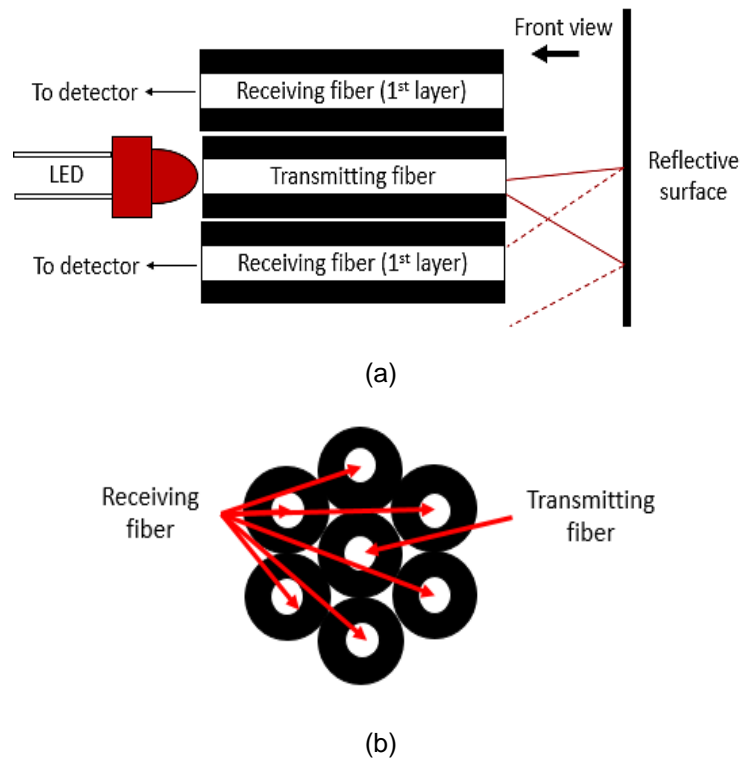 Front view
To detector
Receiving fiber (1st layer)
LED
Transmitting fiber
Reflective
surface
To detector
Receiving fiber (1st layer)
(a)
Receiving
fiber
Transmitting
fiber
(b)